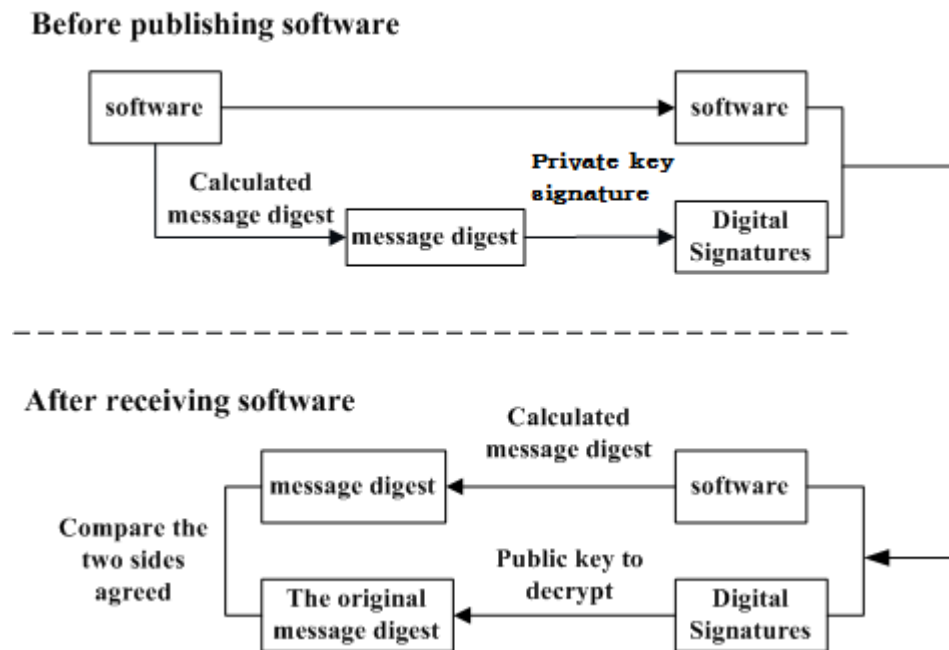 Before publishing software
software
software
Private key
signature
Calculated
message digest
message digest
Digital
Signatures
After receiving software
Calculated
message digest
message digest
software
Compare the
two sides
agreed
Public key to
decrypt
The original
message digest
Digital
Signatures